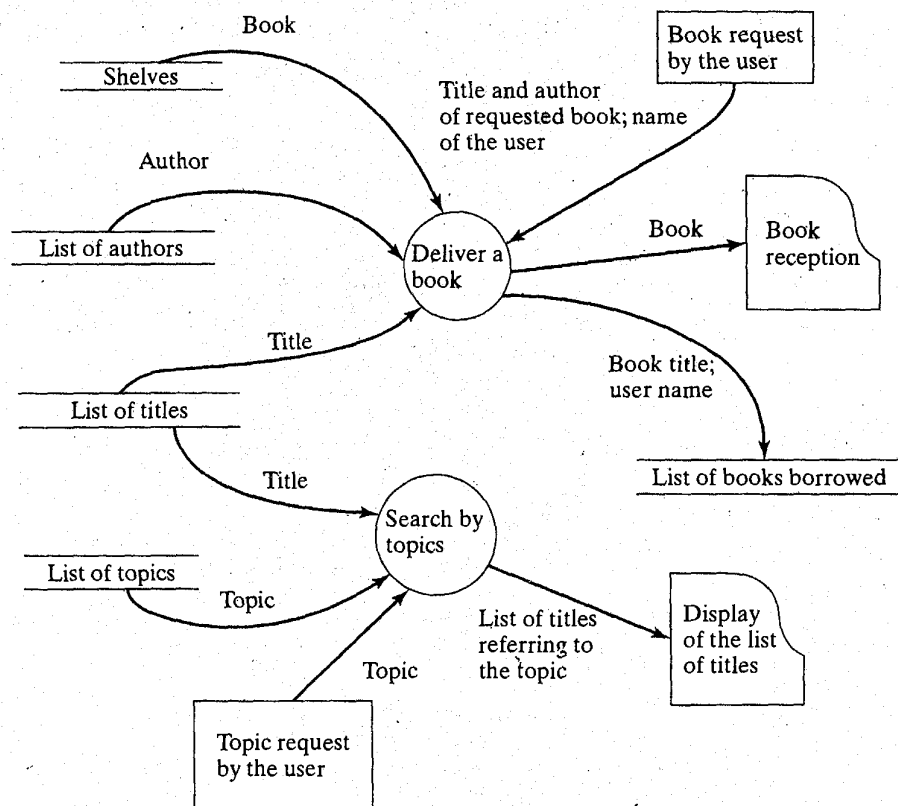 Book
Shelves
Book request
by the user
Title and author
of requested book; name
of the user
Author
List of authors
Deliver a
book
Book
Book
reception
Title
List of titles
Book title;
user name
List of books borrowed
Title
Search by
topics
List of topics
Topic
List of titles
referring to
the topic
Display
of the list
of titles
Topic
Topic request
by the user